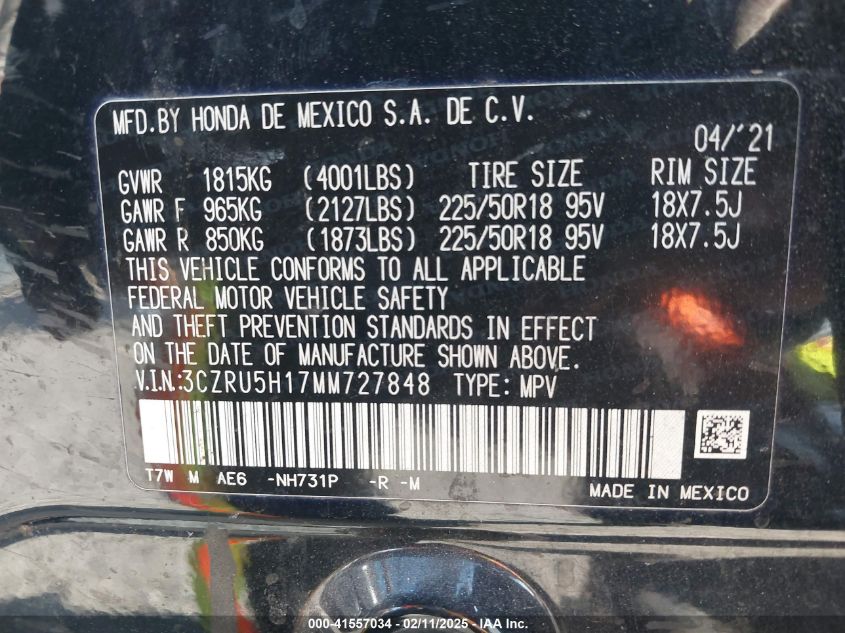 MFD.BY HONDA DE MEXICO S.A. DE C.V.
04/'21
GVWR 1815KG (4001LBS) TIRE SIZE RIM SIZE
GAWR F 965KG (2127LBS) 225/50R18 95V 18X7.5J
GAWR R 850KG (1873LBS) 225/50R18 95V 18X7.5J
THIS VEHICLE CONFORMS TO ALL APPLICABLE
FEDERAL MOTOR VEHICLE SAFETY
AND THEFT PREVENTION STANDARDS IN EFFECT
ON THE DATE OF MANUFACTURE SHOWN ABOVE.
V.I.N.:3CZRU5H17MM727848 TYPE: MPV
T7W M AE6 -NH731P -R -M
MADE IN MEXICO
000-41557034 - 02/11/2025 - IAA Inc.